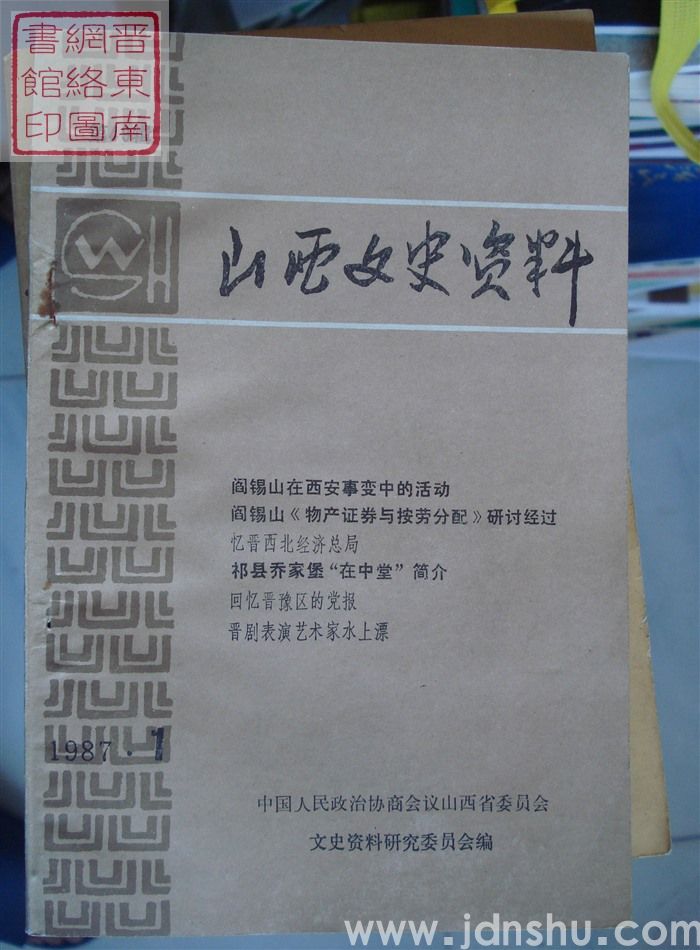 晋東南
網絡圖
書館印
山西文史资料
阎锡山在西安事变中的活动
阎锡山《物产证券与按劳分配》研讨经过
忆晋西北经济总局
祁县乔家堡“在中堂”简介
回忆晋豫区的党报
晋剧表演艺术家水上漂
1987·1
中国人民政治协商会议山西省委员会
文史资料研究委员会编
www.jdnshu.com